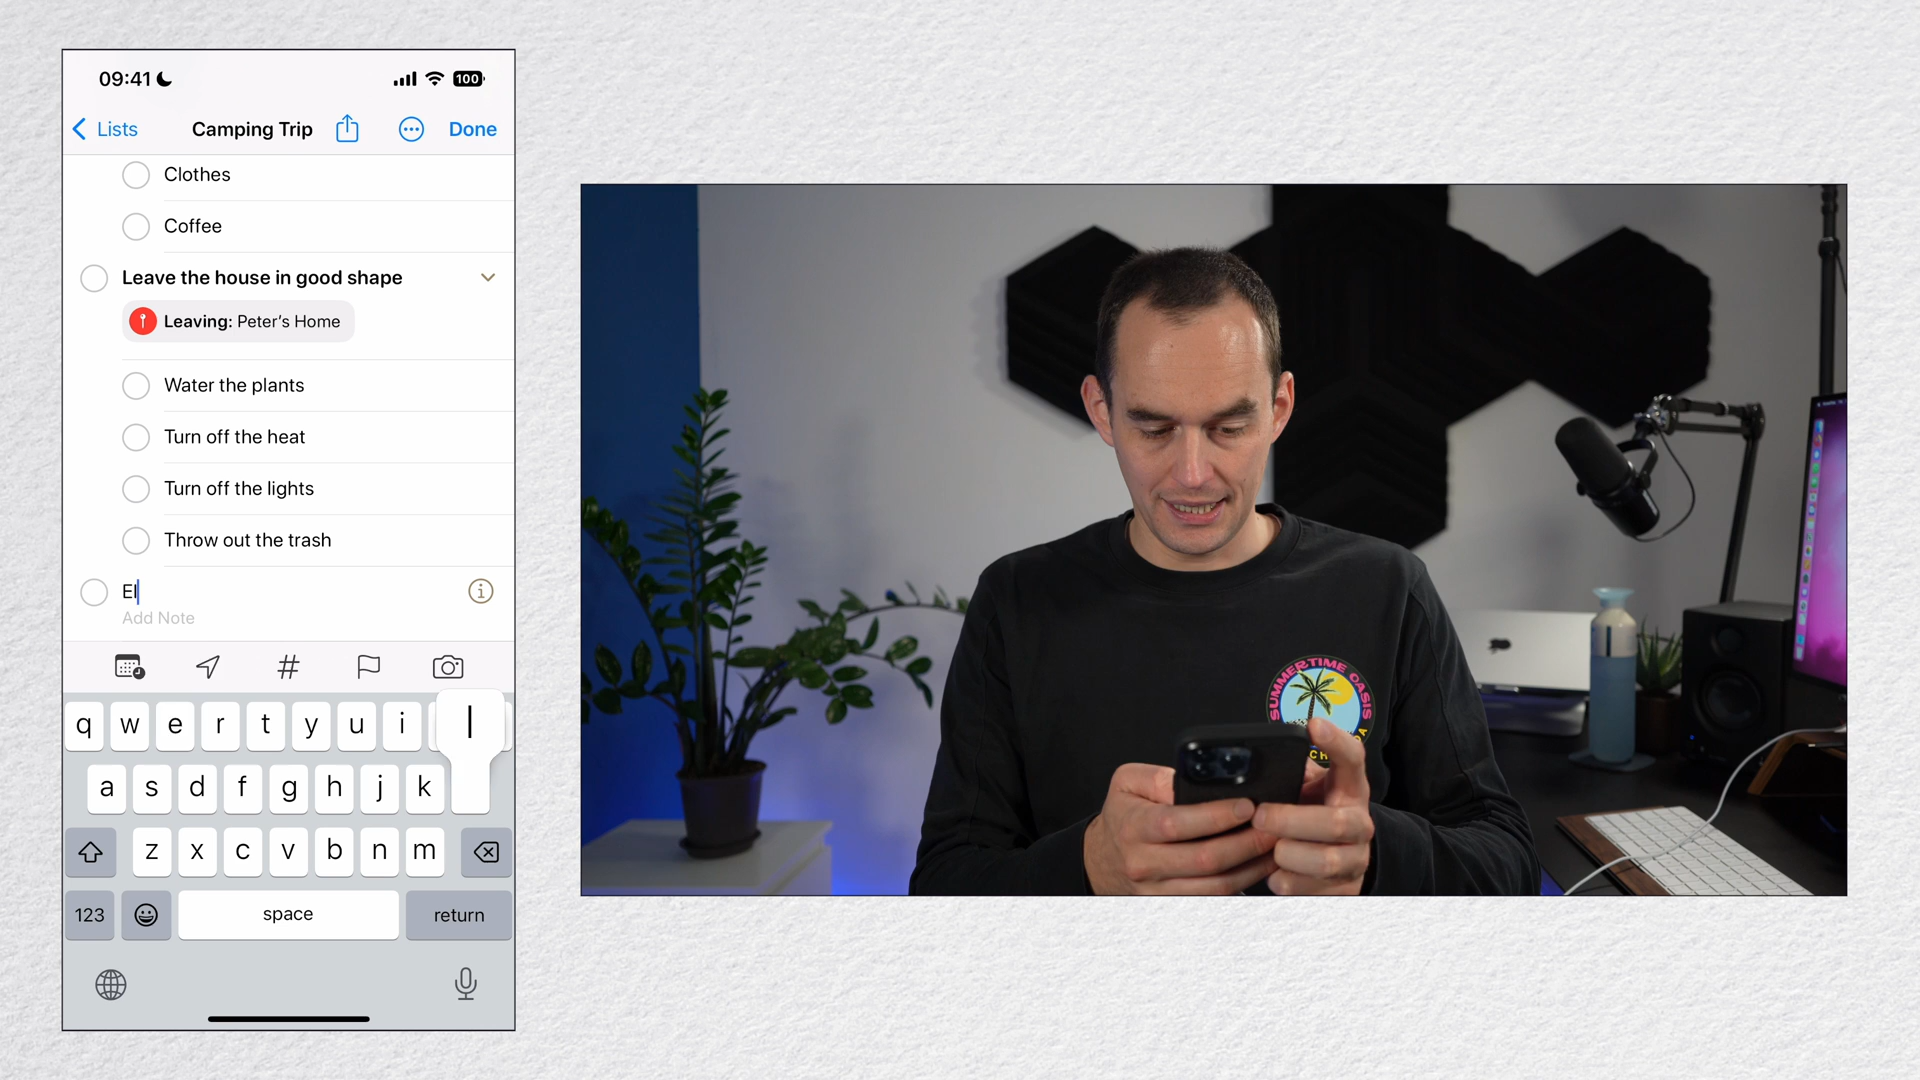 09:41
100
Lists
Camping Trip
Done
Clothes
Coffee
Leave the house in good shape
Leaving: Peter's Home
Water the plants
Turn off the heat
Turn off the lights
Throw out the trash
El
Add Note
q w e r t y u i l
a s d f g h j k
z x c v b n m
123
space
return
SUMMERTIME OASIS